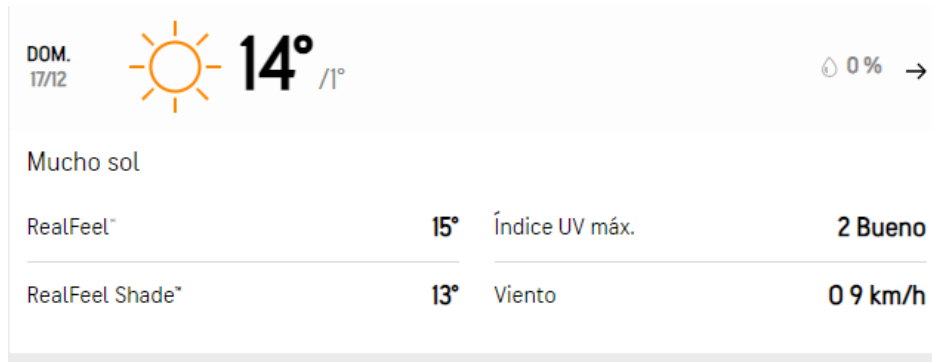 DOM.
17/12
14° /1°
0 %
Mucho sol
RealFeel™ 15°
Índice UV máx. 2 Bueno
RealFeel Shade™ 13°
Viento O 9 km/h